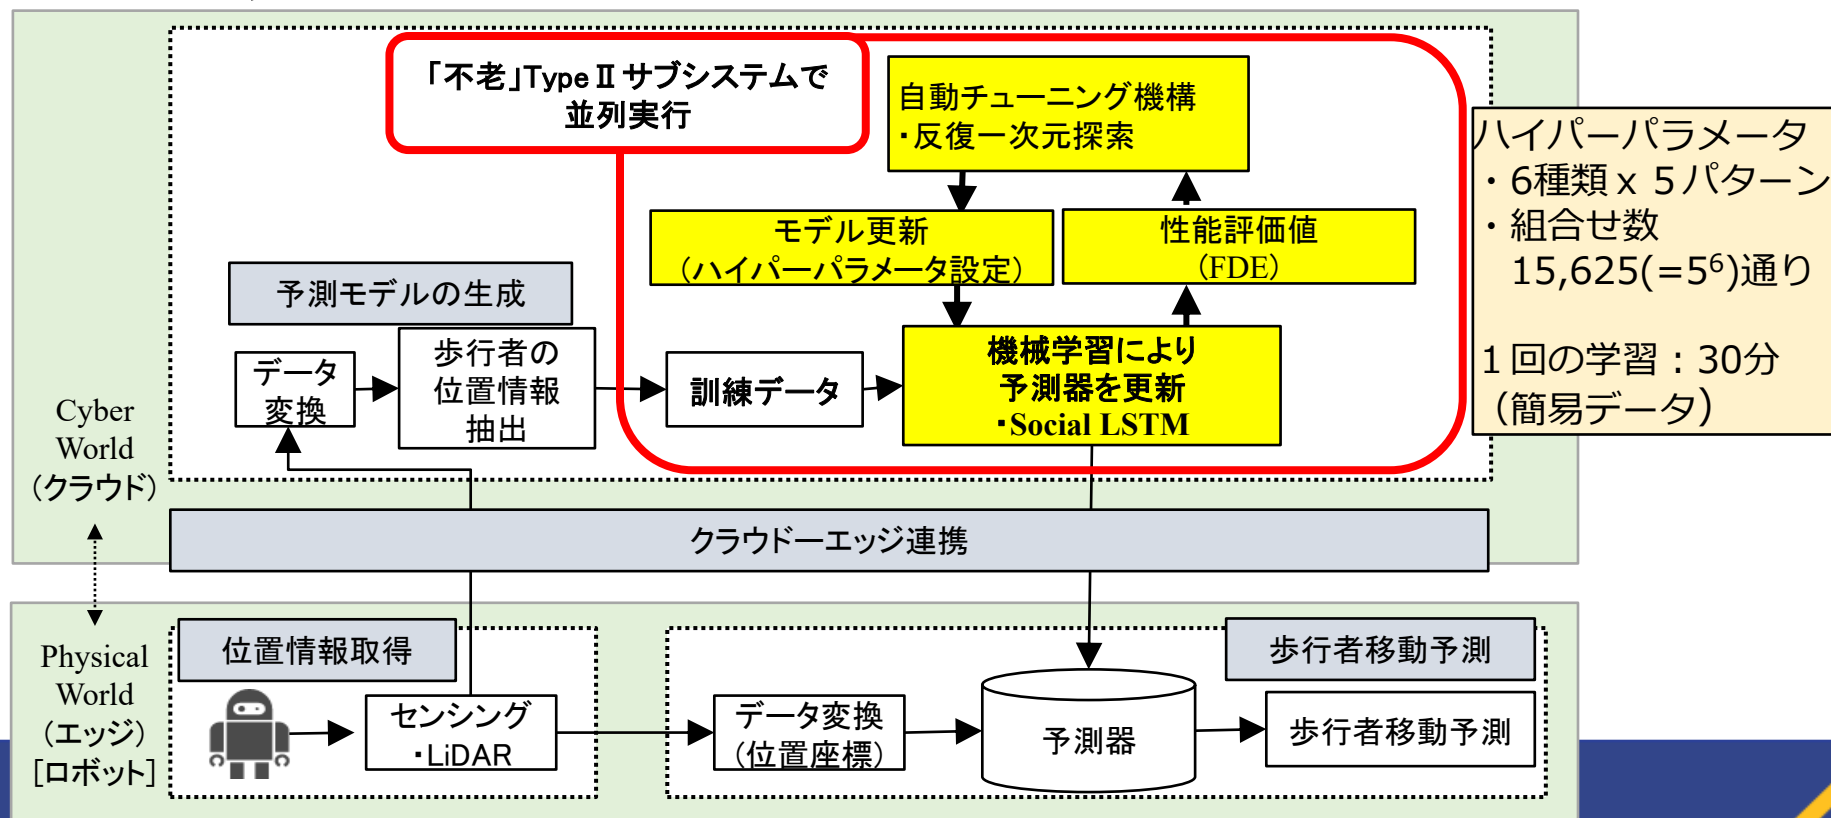 「不老」TypeⅡサブシステムで
並列実行
自動チューニング機構
・反復一次元探索
ハイパーパラメータ
・6種類 x 5パターン
・組合せ数
15,625(=5⁶)通り
1回の学習：30分
（簡易データ）
モデル更新
（ハイパーパラメータ設定）
性能評価値
（FDE）
予測モデルの生成
データ
変換
歩行者の
位置情報
抽出
訓練データ
機械学習により
予測器を更新
・Social LSTM
Cyber
World
（クラウド）
クラウドーエッジ連携
Physical
World
（エッジ）
［ロボット］
位置情報取得
センシング
・LiDAR
データ変換
（位置座標）
予測器
歩行者移動予測
歩行者移動予測